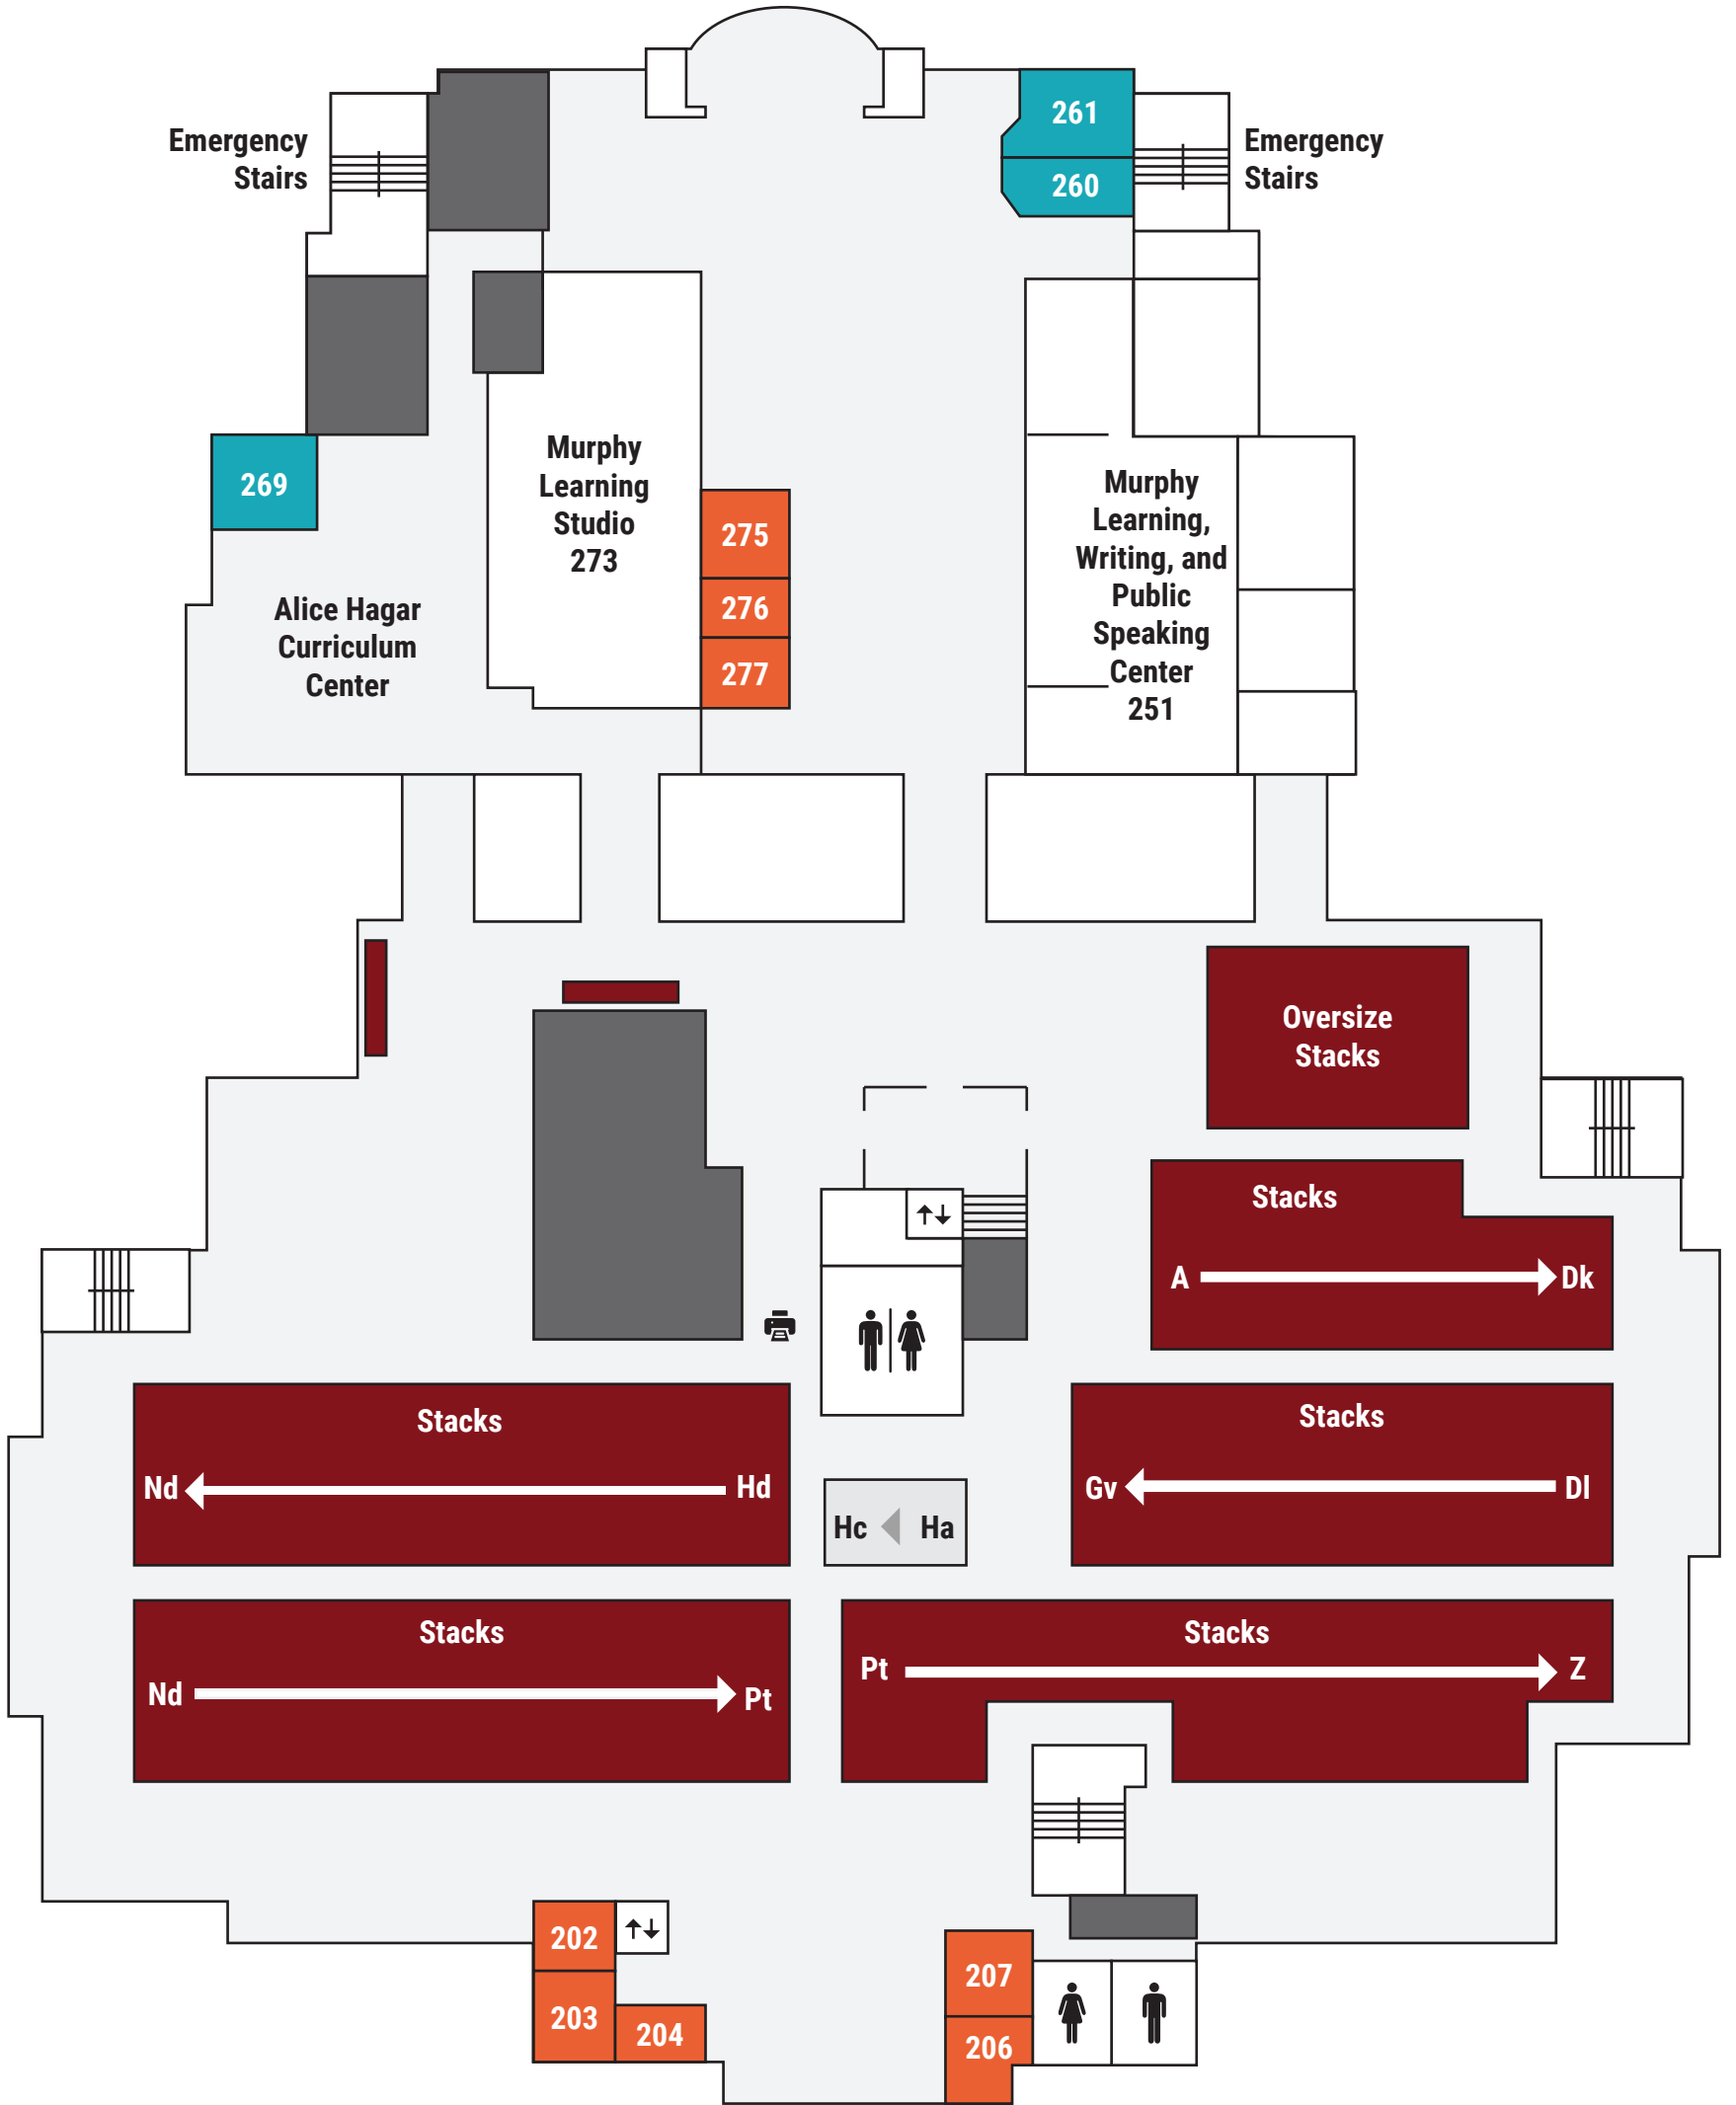 261
Emergency
Stairs
Emergency
Stairs
260
Murphy
Learning
Studio
273
269
Murphy
Learning,
Writing, and
Public
Speaking
Center
251
275
276
277
Alice Hagar
Curriculum
Center
Oversize
Stacks
Stacks
A
Dk
Stacks
Nd
Hd
Stacks
Gv
Dl
Hc
Ha
Stacks
Nd
Pt
Stacks
Pt
Z
202
203
204
207
206